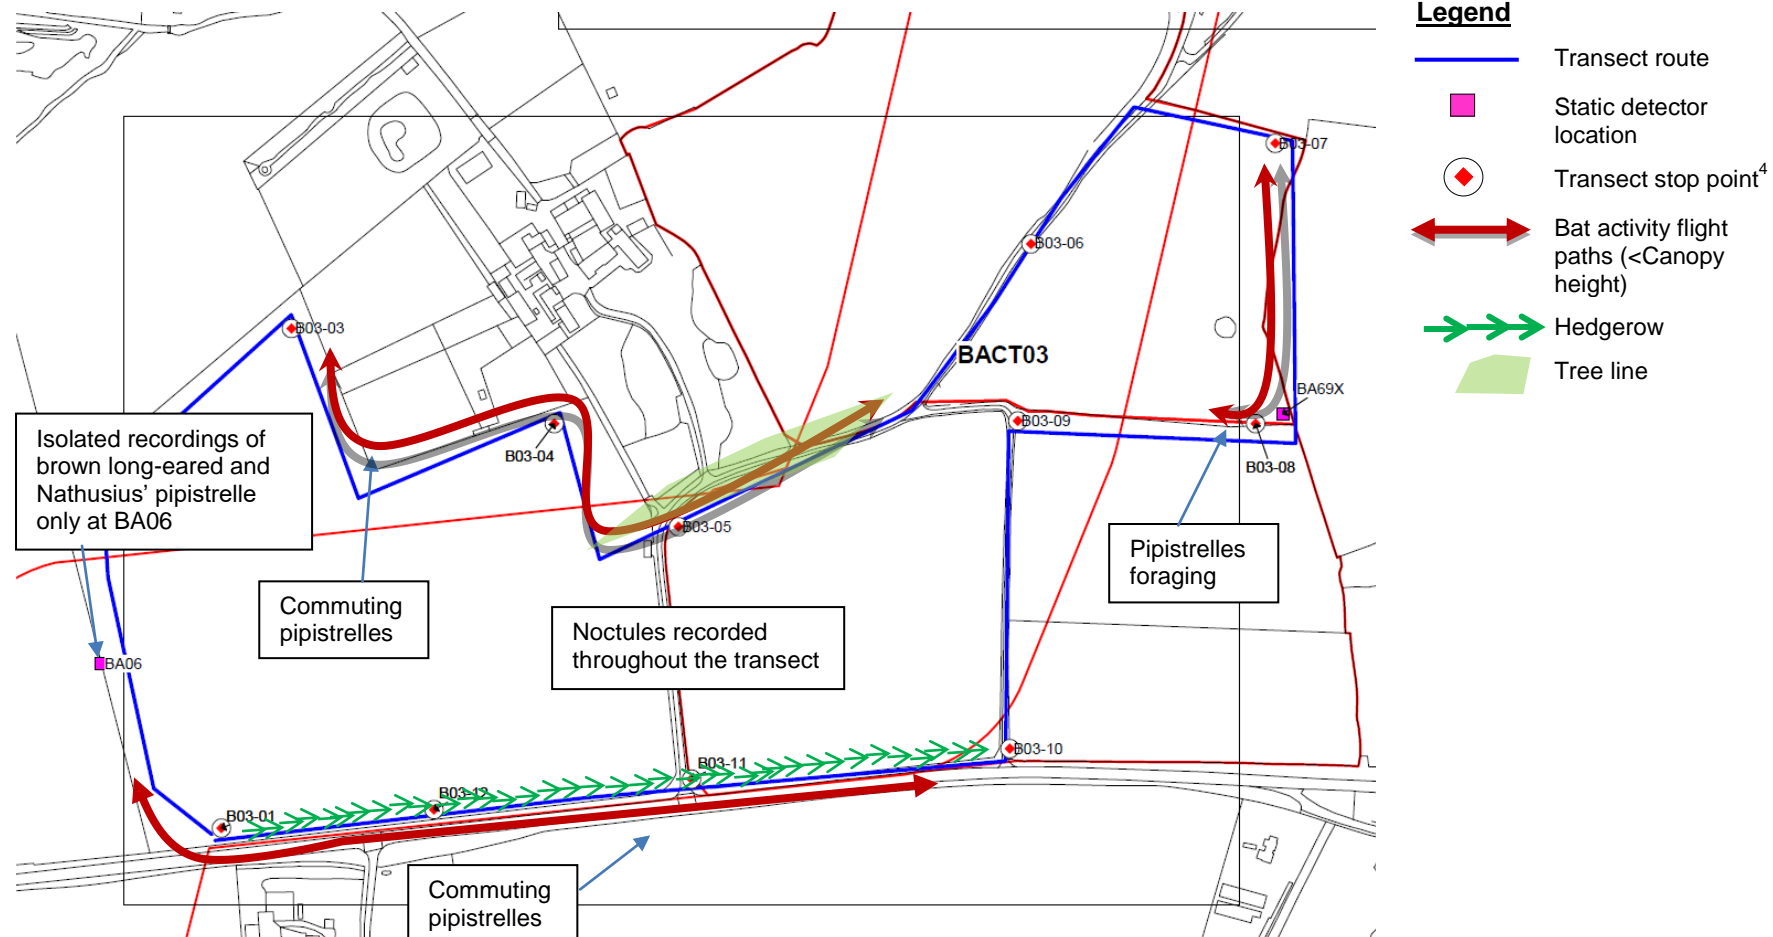 Legend
Transect route
Static detector
location
Transect stop point4
Bat activity flight
paths (<Canopy
height)
Hedgerow
Tree line
B03-07
B03-06
B03-03
BACT03
BA69X
B03-09
B03-04
B03-08
Isolated recordings of
brown long-eared and
Nathusius’ pipistrelle
only at BA06
B03-05
Pipistrelles
foraging
Commuting
pipistrelles
Noctules recorded
throughout the transect
BA06
B03-10
B03-11
B03-12
B03-01
Commuting
pipistrelles